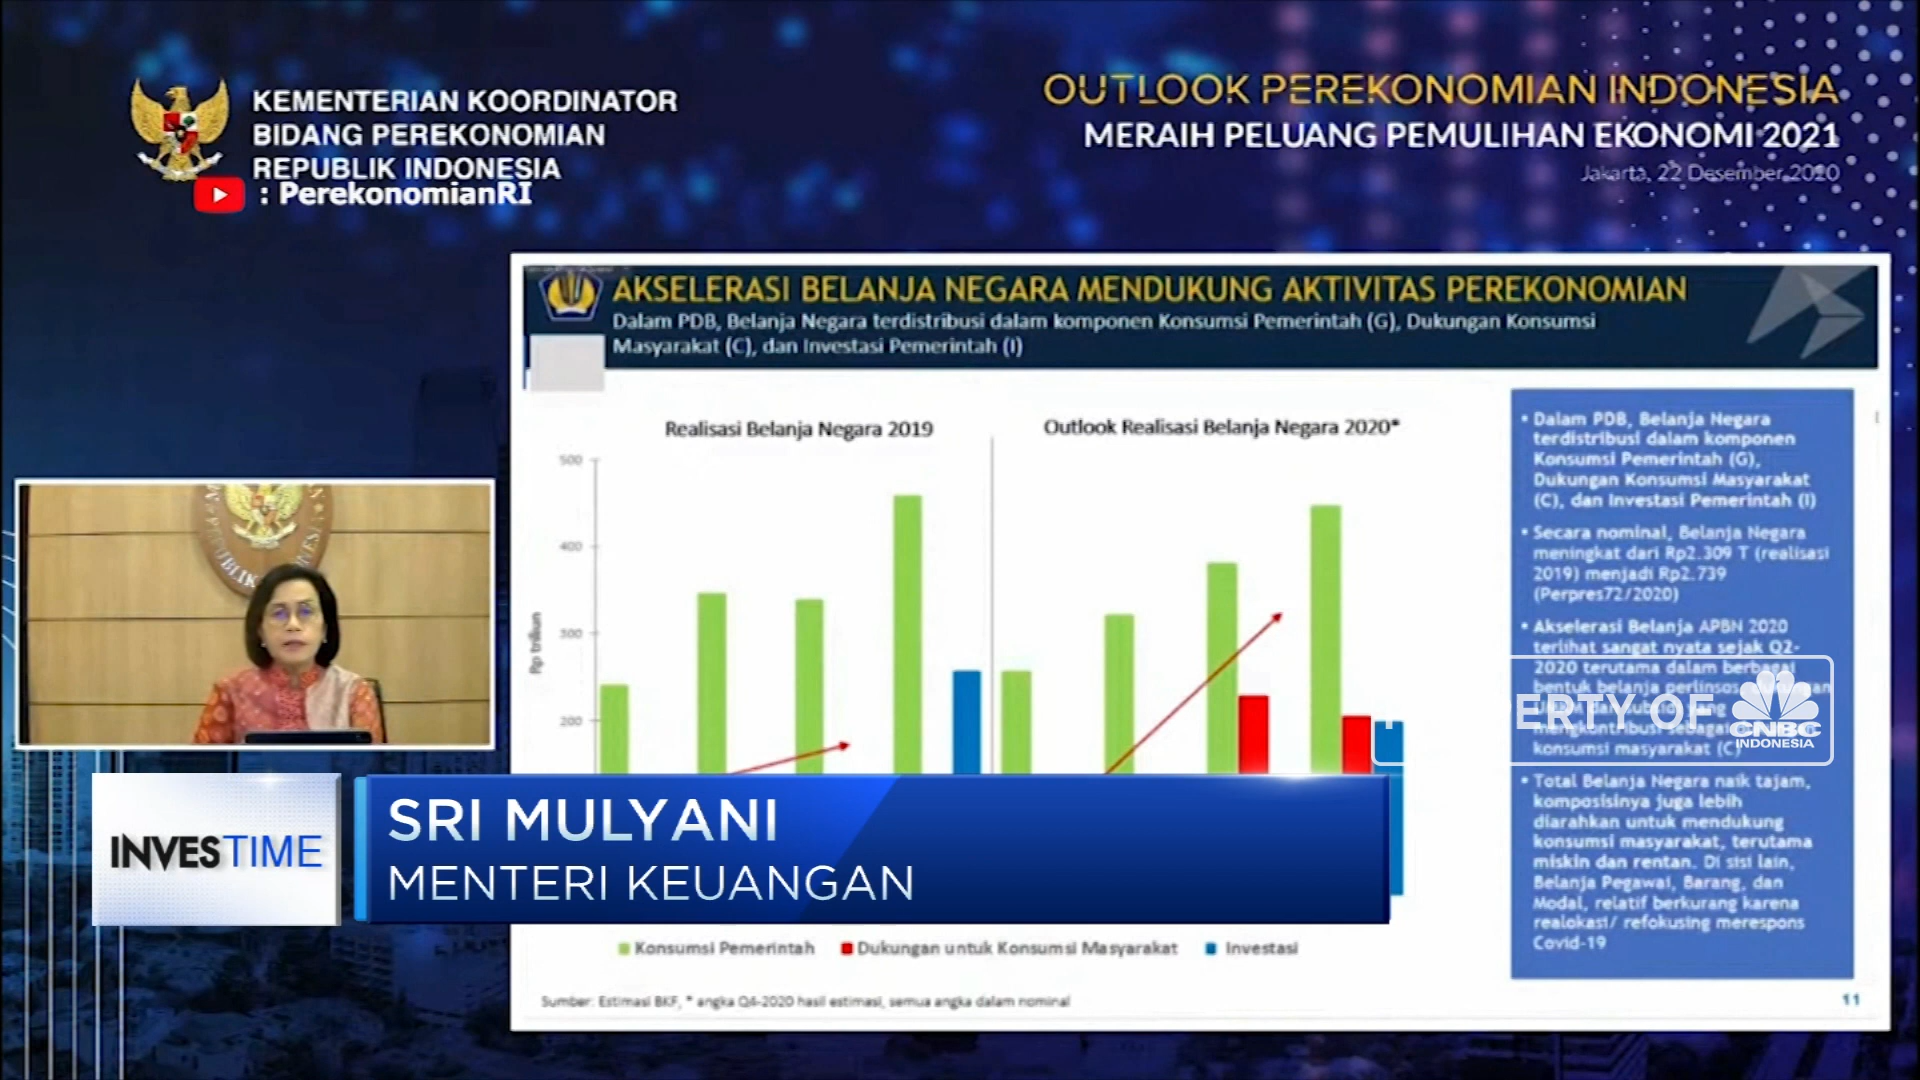 KEMENTERIAN KOORDINATOR
BIDANG PEREKONOMIAN
REPUBLIK INDONESIA
: PerekonomianRI
OUTLOOK PEREKONOMIAN INDONESIA
MERAIH PELUANG PEMULIHAN EKONOMI 2021
Jakarta, 22 Desember 2020
AKSELERASI BELANJA NEGARA MENDUKUNG AKTIVITAS PEREKONOMIAN
Dalam PDB, Belanja Negara terdistribusi dalam komponen Konsumsi Pemerintah (G), Dukungan Konsumsi
Masyarakat (C), dan Investasi Pemerintah (I)
Realisasi Belanja Negara 2019
Outlook Realisasi Belanja Negara 2020*
500
400
300
200
Rp triliun
• Dalam PDB, Belanja Negara
terdistribusi dalam komponen
Konsumsi Pemerintah (G),
Dukungan Konsumsi Masyarakat
(C), dan Investasi Pemerintah (I)
• Secara nominal, Belanja Negara
meningkat dari Rp2.309 T (realisasi
2019) menjadi Rp2.739
(Perpres72/2020)
• Akselerasi Belanja APBN 2020
terlihat sangat nyata sejak Q2-
2020 terutama dalam berbagai
bentuk belanja perlinsos,
konsumsi masyarakat (C)
• Total Belanja Negara naik tajam,
komposisinya juga lebih
diarahkan untuk mendukung
konsumsi masyarakat, terutama
miskin dan rentan. Di sisi lain,
Belanja Pegawai, Barang, dan
Modal, relatif berkurang karena
realokasi/ refokusing merespons
Covid-19
OF
CNBC
INDONESIA
INVESTIME
SRI MULYANI
MENTERI KEUANGAN
Konsumsi Pemerintah
Dukungan untuk Konsumsi Masyarakat
Investasi
Sumber: Estimasi BKF, * angka Q4-2020 hasil estimasi, semua angka dalam nominal
11